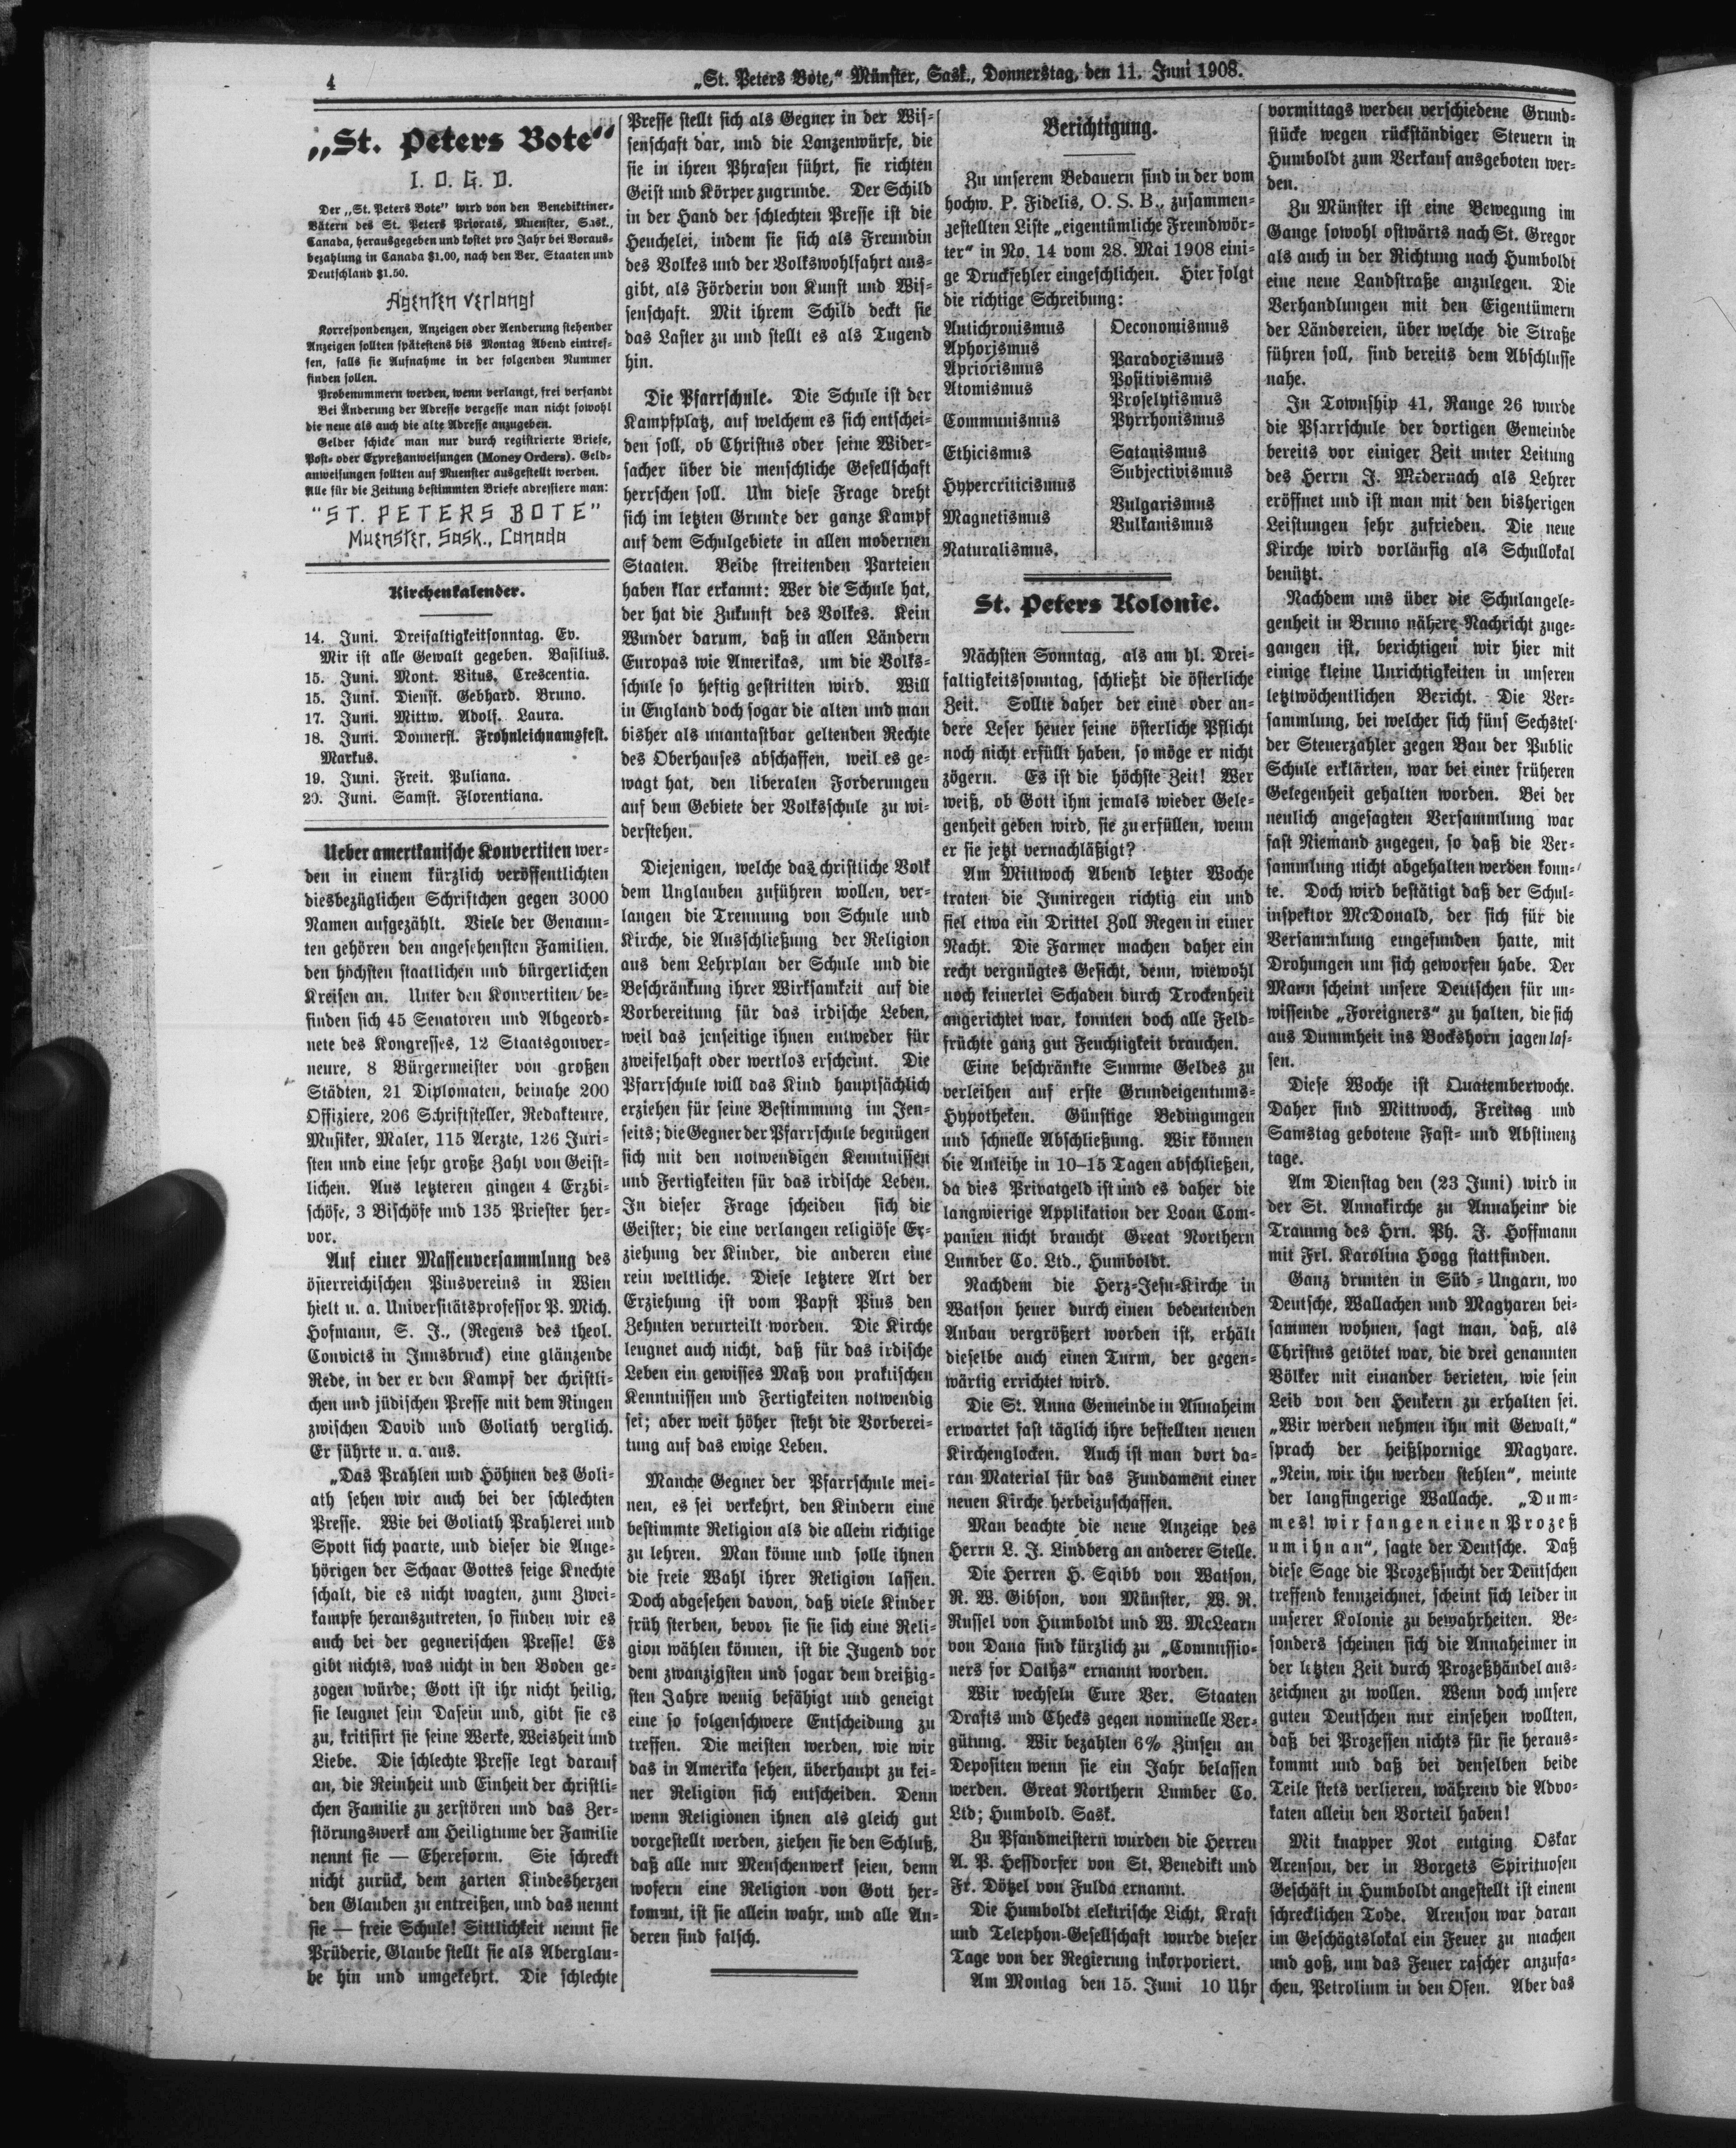 4
„St. Peters Bote,“ Münster, Sask., Donnerstag, den 11. Juni 1908.
„St. Peters Bote“
I. O. G. D.
Der „St. Peters Bote“ wird von den Benediktiner-
Vätern des St. Peters Priorats, Muenster, Sask.,
Canada, herausgegeben und kostet pro Jahr bei Voraus-
bezahlung in Canada $1.00, nach den Ver. Staaten und
Deutschland $1.50.
Agenten verlangt
Korrespondenzen, Anzeigen oder Aenderung stehender
Anzeigen sollten spätestens bis Montag Abend eintref-
fen, falls sie Aufnahme in der folgenden Nummer
finden sollen.
Probenummern werden, wenn verlangt, frei versandt
Bei Änderung der Adresse vergesse man nicht sowohl
die neue als auch die alte Adresse anzugeben.
Gelder schicke man nur durch registrierte Briefe,
Post- oder Expreßanweisungen (Money Orders). Geld-
anweisungen sollten auf Muenster ausgestellt werden.
Alle für die Zeitung bestimmten Briefe adressiere man:
"ST. PETERS BOTE"
Muenster, Sask., Canada
Kirchenkalender.
14. Juni. Dreifaltigkeitsonntag. Ev.
Mir ist alle Gewalt gegeben. Basilius.
15. Juni. Mont. Vitus, Crescentia.
15. Juni. Dienst. Gebhard. Bruno.
17. Juni. Mittw. Adolf. Laura.
18. Juni. Donnerst. Frohnleichnamsfest.
Markus.
19. Juni. Freit. Puliana.
20. Juni. Samst. Florentiana.
Ueber amertkanische Konvertiten wer-
den in einem kürzlich veröffentlichten
diesbezüglichen Schriftchen gegen 3000
Namen aufgezählt. Viele der Genann-
ten gehören den angesehensten Familien,
den höchsten staatlichen und bürgerlichen
Kreisen an. Unter den Konvertiten be-
finden sich 45 Senatoren und Abgeord-
nete des Kongresses, 12 Staatsgouver-
neure, 8 Bürgermeister von großen
Städten, 21 Diplomaten, beinahe 200
Offiziere, 206 Schriftsteller, Redakteure,
Musiker, Maler, 115 Aerzte, 126 Juri-
sten und eine sehr große Zahl von Geist-
lichen. Aus letzteren gingen 4 Erzbi-
schöfe, 3 Bischöfe und 135 Priester her-
vor.
Auf einer Massenversammlung des
österreichischen Piusvereins in Wien
hielt u. a. Universitätsprofessor P. Mich.
Hofmann, S. J., (Regens des theol.
Convicts in Innsbruck) eine glänzende
Rede, in der er den Kampf der christli-
chen und jüdischen Presse mit dem Ringen
zwischen David und Goliath verglich.
Er führte u. a. aus.
„Das Prahlen und Höhnen des Goli-
ath sehen wir auch bei der schlechten
Presse. Wie bei Goliath Prahlerei und
Spott sich paarte, und dieser die Ange-
hörigen der Schaar Gottes feige Knechte
schalt, die es nicht wagten, zum Zwei-
kampfe herauszutreten, so finden wir es
auch bei der gegnerischen Presse! Es
gibt nichts, was nicht in den Boden ge-
zogen würde; Gott ist ihr nicht heilig,
sie leugnet sein Dasein und, gibt sie es
zu, kritisirt sie seine Werke, Weisheit und
Liebe. Die schlechte Presse legt darauf
an, die Reinheit und Einheit der christli-
chen Familie zu zerstören und das Zer-
störungswerk am Heiligtume der Familie
nennt sie — Ehereform. Sie schreckt
nicht zurück, dem zarten Kindesherzen
den Glauben zu entreißen, und das nennt
sie — freie Schule! Sittlichkeit nennt sie
Prüderie, Glaube stellt sie als Aberglau-
be hin und umgekehrt. Die schlechte
Presse stellt sich als Gegner in der Wis-
senschaft dar, und die Lanzenwürfe, die
sie in ihren Phrasen führt, sie richten
Geist und Körper zugrunde. Der Schild
in der Hand der schlechten Presse ist die
Heuchelei, indem sie sich als Freundin
des Volkes und der Volkswohlfahrt aus-
gibt, als Förderin von Kunst und Wis-
senschaft. Mit ihrem Schild deckt sie
das Laster zu und stellt es als Tugend
hin.
Die Pfarrschule. Die Schule ist der
Kampfplatz, auf welchem es sich entschei-
den soll, ob Christus oder seine Wider-
sacher über die menschliche Gesellschaft
herrschen soll. Um diese Frage dreht
sich im letzten Grunde der ganze Kampf
auf dem Schulgebiete in allen modernen
Staaten. Beide streitenden Parteien
haben klar erkannt: Wer die Schule hat,
der hat die Zukunft des Volkes. Kein
Wunder darum, daß in allen Ländern
Europas wie Amerikas, um die Volks-
schule so heftig gestritten wird. Will
in England doch sogar die alten und man
bisher als unantastbar geltenden Rechte
des Oberhauses abschaffen, weil es ge-
wagt hat, den liberalen Forderungen
auf dem Gebiete der Volksschule zu wi-
derstehen.
Diejenigen, welche das christliche Volk
dem Unglauben zuführen wollen, ver-
langen die Trennung von Schule und
Kirche, die Ausschließung der Religion
aus dem Lehrplan der Schule und die
Beschränkung ihrer Wirksamkeit auf die
Vorbereitung für das irdische Leben,
weil das jenseitige ihnen entweder für
zweifelhaft oder wertlos erscheint. Die
Pfarrschule will das Kind hauptsächlich
erziehen für seine Bestimmung im Jen-
seits; die Gegner der Pfarrschule begnügen
sich mit den notwendigen Kenntnissen
und Fertigkeiten für das irdische Leben.
In dieser Frage scheiden sich die
Geister; die eine verlangen religiöse Er-
ziehung der Kinder, die anderen eine
rein weltliche. Diese letztere Art der
Erziehung ist vom Papst Pius den
Zehnten verurteilt worden. Die Kirche
leugnet auch nicht, daß für das irdische
Leben ein gewisses Maß von praktischen
Kenntnissen und Fertigkeiten notwendig
sei; aber weit höher steht die Vorberei-
tung auf das ewige Leben.
Manche Gegner der Pfarrschule mei-
nen, es sei verkehrt, den Kindern eine
bestimmte Religion als die allein richtige
zu lehren. Man könne und solle ihnen
die freie Wahl ihrer Religion lassen.
Doch abgesehen davon, daß viele Kinder
früh sterben, bevor sie sie sich eine Reli-
gion wählen können, ist bie Jugend vor
dem zwanzigsten und sogar dem dreißig-
sten Jahre wenig befähigt und geneigt
eine so folgenschwere Entscheidung zu
treffen. Die meisten werden, wie wir
das in Amerika sehen, überhaupt zu kei-
ner Religion sich entscheiden. Denn
wenn Religionen ihnen als gleich gut
vorgestellt werden, ziehen sie den Schluß,
daß alle nur Menschenwerk seien, denn
wofern eine Religion von Gott her-
kommt, ist sie allein wahr, und alle An-
deren sind falsch.
Berichtigung.
Zu unserem Bedauern sind in der vom
hochw. P. Fidelis, O. S. B., zusammen-
gestellten Liste „eigentümliche Fremdwör-
ter“ in No. 14 vom 28. Mai 1908 eini-
ge Druckfehler eingeschlichen. Hier folgt
die richtige Schreibung:
Antichronismus
Aphorismus
Apriorismus
Atomismus
Communismus
Ethicismus
Hypercriticismus
Magnetismus
Naturalismus.
Oeconomismus
Paradoxismus
Positivismus
Proselytismus
Pyrrhonismus
Satanismus
Subjectivismus
Vulgarismus
Vulkanismus
St. Peters Kolonie.
Nächsten Sonntag, als am hl. Drei-
faltigkeitssonntag, schließt die österliche
Zeit. Sollte daher der eine oder an-
dere Leser heuer seine österliche Pflicht
noch nicht erfüllt haben, so möge er nicht
zögern. Es ist die höchste Zeit! Wer
weiß, ob Gott ihm jemals wieder Gele-
genheit geben wird, sie zu erfüllen, wenn
er sie jetzt vernachläßigt?
Am Mittwoch Abend letzter Woche
traten die Juniregen richtig ein und
fiel etwa ein Drittel Zoll Regen in einer
Nacht. Die Farmer machen daher ein
recht vergnügtes Gesicht, denn, wiewohl
noch keinerlei Schaden durch Trockenheit
angerichtet war, konnten doch alle Feld-
früchte ganz gut Feuchtigkeit brauchen.
Eine beschränkte Summe Geldes zu
verleihen auf erste Grundeigentums-
Hypotheken. Günstige Bedingungen
und schnelle Abschließung. Wir können
die Anleihe in 10–15 Tagen abschließen,
da dies Privatgeld ist und es daher die
langwierige Applikation der Loan Com-
panien nicht braucht Great Northern
Lumber Co. Ltd., Humboldt.
Nachdem die Herz-Jesu-Kirche in
Watson heuer durch einen bedeutenden
Anbau vergrößert worden ist, erhält
dieselbe auch einen Turm, der gegen-
wärtig errichtet wird.
Die St. Anna Gemeinde in Annaheim
erwartet fast täglich ihre bestellten neuen
Kirchenglocken. Auch ist man dort da-
ran Material für das Fundament einer
neuen Kirche herbeizuschaffen.
Man beachte die neue Anzeige des
Herrn L. J. Lindberg an anderer Stelle.
Die Herren H. Sqibb von Watson,
R. W. Gibson, von Münster, W. R.
Russel von Humboldt und W. McLearn
von Dana sind kürzlich zu „Commissio-
ners for Oaths“ ernannt worden.
Wir wechseln Eure Ver. Staaten
Drafts und Checks gegen nominelle Ver-
gütung. Wir bezahlen 6% Zinsen an
Depositen wenn sie ein Jahr belassen
werden. Great Northern Lumber Co.
Ltd; Humbold. Sask.
Zu Pfandmeistern wurden die Herren
A. P. Heffdorfer von St. Benedikt und
Fr. Dötzel von Fulda ernannt.
Die Humboldt elektrische Licht, Kraft
und Telephon-Gesellschaft wurde dieser
Tage von der Regierung inkorporiert.
Am Montag den 15. Juni 10 Uhr
vormittags werden verschiedene Grund-
stücke wegen rückständiger Steuern in
Humboldt zum Verkauf ausgeboten wer-
den.
Zu Münster ist eine Bewegung im
Gange sowohl ostwärts nach St. Gregor
als auch in der Richtung nach Humboldt
eine neue Landstraße anzulegen. Die
Verhandlungen mit den Eigentümern
der Ländereien, über welche die Straße
führen soll, sind bereits dem Abschlusse
nahe.
In Township 41, Range 26 wurde
die Pfarrschule der dortigen Gemeinde
bereits vor einiger Zeit unter Leitung
des Herrn J. Medernach als Lehrer
eröffnet und ist man mit den bisherigen
Leistungen sehr zufrieden. Die neue
Kirche wird vorläufig als Schullokal
benützt.
Nachdem uns über die Schulangele-
genheit in Bruno nähere Nachricht zuge-
gangen ist, berichtigen wir hier mit
einige kleine Unrichtigkeiten in unseren
letztwöchentlichen Bericht. Die Ver-
sammlung, bei welcher sich fünf Sechstel
der Steuerzahler gegen Bau der Public
Schule erklärten, war bei einer früheren
Gelegenheit gehalten worden. Bei der
neulich angesagten Versammlung war
fast Niemand zugegen, so daß die Ver-
sammlung nicht abgehalten werden konn-
te. Doch wird bestätigt daß der Schul-
inspektor McDonald, der sich für die
Versammlung eingefunden hatte, mit
Drohungen um sich geworfen habe. Der
Mann scheint unsere Deutschen für un-
wissende „Foreigners“ zu halten, die sich
aus Dummheit ins Bockshorn jagen las-
sen.
Diese Woche ist Quatemberwoche.
Daher sind Mittwoch, Freitag und
Samstag gebotene Fast- und Abstinenz
tage.
Am Dienstag den (23 Juni) wird in
der St. Annakirche zu Annaheim die
Trauung des Hrn. Ph. J. Hoffmann
mit Frl. Karolina Hogg stattfinden.
Ganz drunten in Süd-Ungarn, wo
Deutsche, Wallachen und Magyaren bei-
sammen wohnen, sagt man, daß, als
Christus getötet war, die drei genannten
Völker mit einander berieten, wie sein
Leib von den Henkern zu erhalten sei.
„Wir werden nehmen ihn mit Gewalt,“
sprach der heißspornige Magyare.
„Nein, wir ihn werden stehlen“, meinte
der langfingerige Wallache. „Dum-
mes! wir fangen einen Prozeß
um ihn an“, sagte der Deutsche. Daß
diese Sage die Prozeßsucht der Deutschen
treffend kennzeichnet, scheint sich leider in
unserer Kolonie zu bewahrheiten. Be-
sonders scheinen sich die Annaheimer in
der letzten Zeit durch Prozeßhändel aus-
zeichnen zu wollen. Wenn doch unsere
guten Deutschen nur einsehen wollten,
daß bei Prozessen nichts für sie heraus-
kommt und daß bei denselben beide
Teile stets verlieren, währenv die Advo-
katen allein den Vorteil haben!
Mit knapper Not entging Oskar
Arenson, der in Borgets Spirituosen
Geschäft in Humboldt angestellt ist einem
schrecklichen Tode. Arenson war daran
im Geschägtslokal ein Feuer zu machen
und goß, um das Feuer rascher anzufa-
chen, Petrolium in den Ofen. Aber das